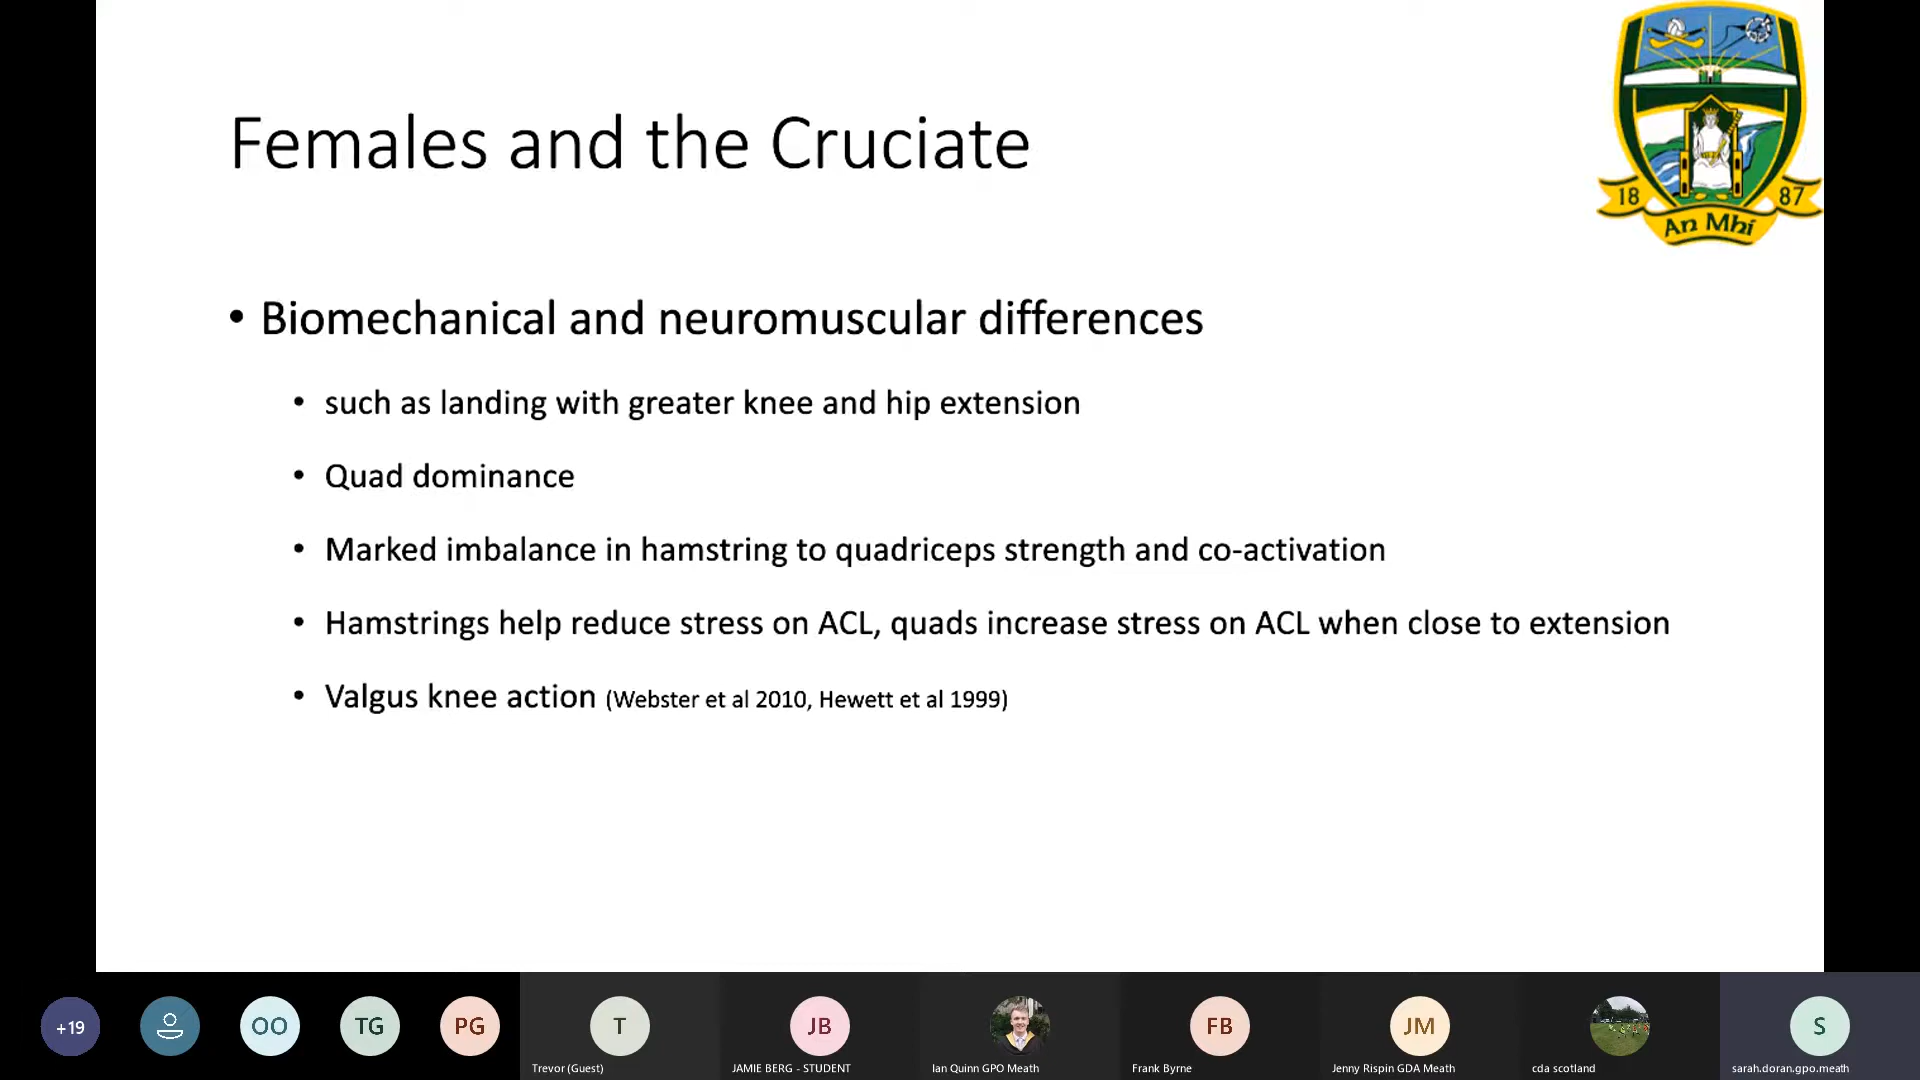 18 87
An Mhí
Females and the Cruciate
• Biomechanical and neuromuscular differences
• such as landing with greater knee and hip extension
• Quad dominance
• Marked imbalance in hamstring to quadriceps strength and co-activation
• Hamstrings help reduce stress on ACL, quads increase stress on ACL when close to extension
• Valgus knee action (Webster et al 2010, Hewett et al 1999)
+19 OO TG PG T JB FB JM S
Trevor (Guest) JAMIE BERG - STUDENT Ian Quinn GPO Meath Frank Byrne Jenny Rispin GDA Meath cda scotland sarah.doran.gpo.meath